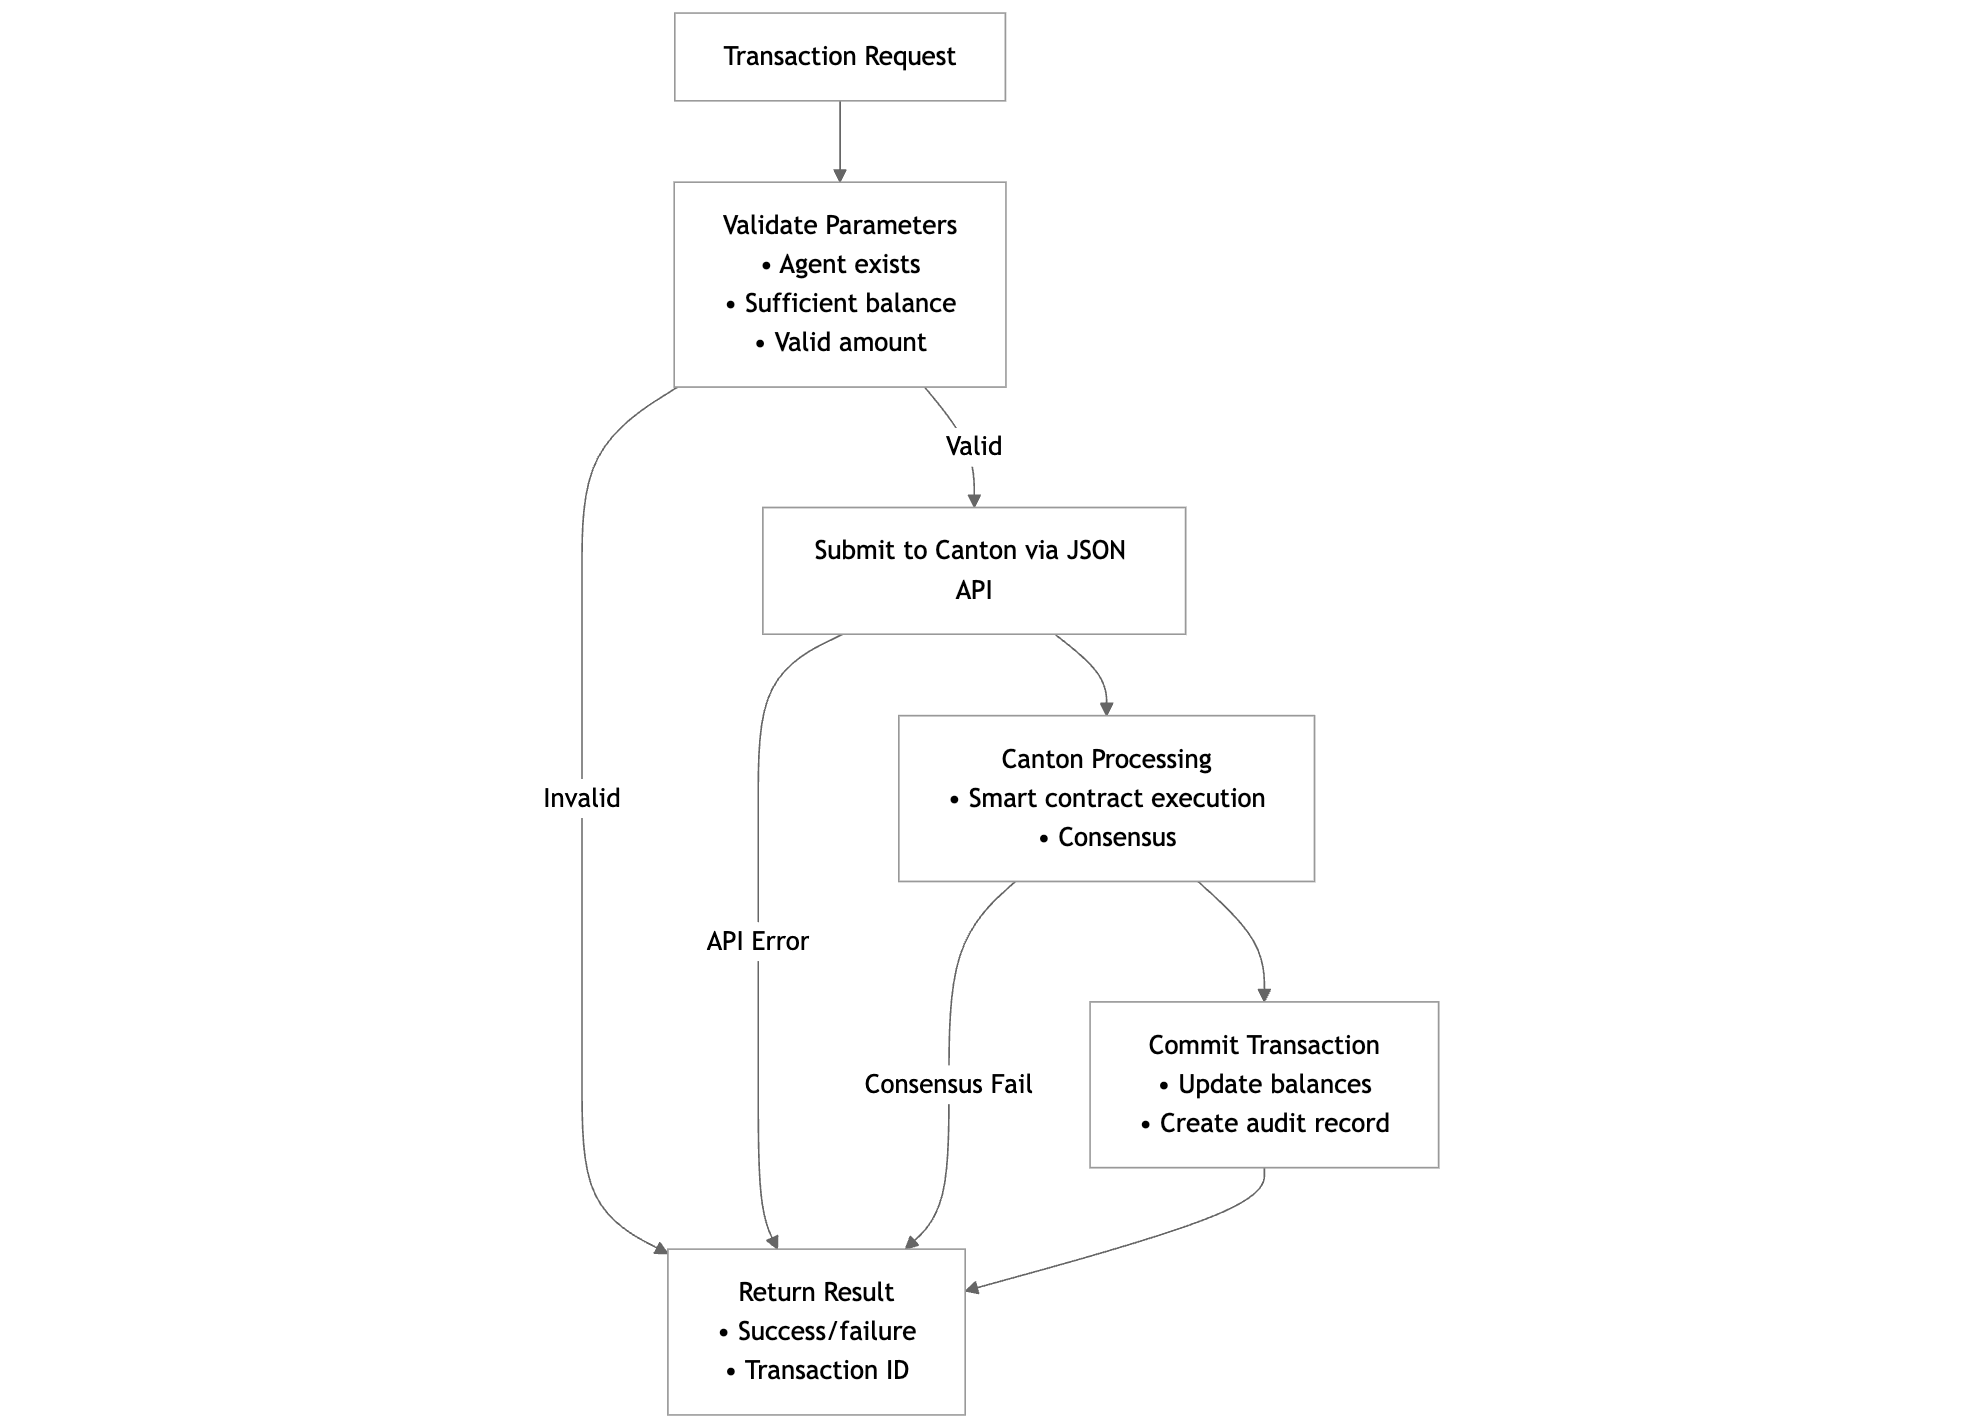 Transaction Request
Validate Parameters
• Agent exists
• Sufficient balance
• Valid amount
Valid
Submit to Canton via JSON
API
Canton Processing
• Smart contract execution
• Consensus
Invalid
API Error
Consensus Fail
Commit Transaction
• Update balances
• Create audit record
Return Result
• Success/failure
• Transaction ID